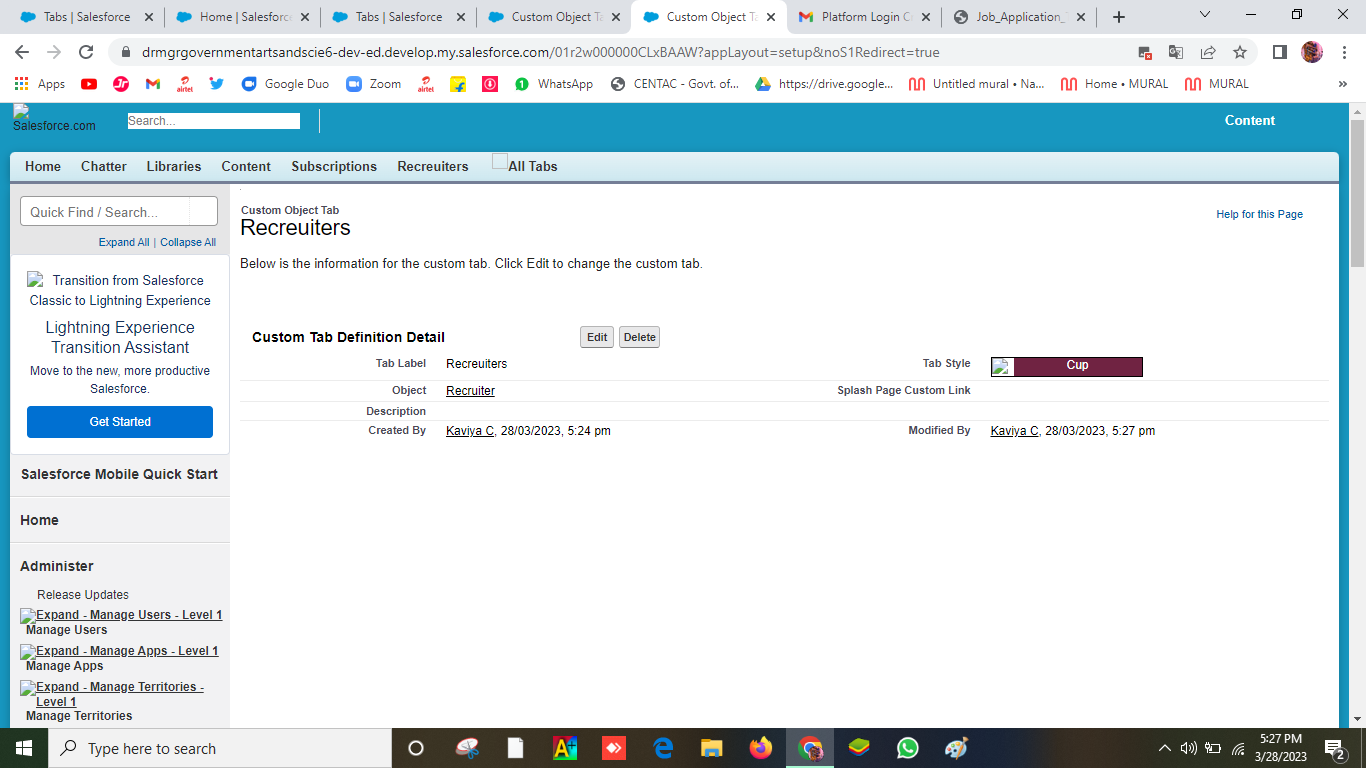 Tabs | Salesforce
Home | Salesforc
Tabs | Salesforce
Custom Object Ta
Custom Object Ta
Platform Login C
Job_Application_
drmgrgovernmentartsandscie6-dev-ed.develop.my.salesforce.com/01r2w000000CLxBAAW?appLayout=setup&noS1Redirect=true
Apps
airtel
Google Duo
Zoom
airtel
WhatsApp
CENTAC - Govt. of...
https://drive.google...
Untitled mural • Na...
Home • MURAL
MURAL
Salesforce.com
Search...
Content
Home
Chatter
Libraries
Content
Subscriptions
Recreuiters
All Tabs
Quick Find / Search...
Expand All | Collapse All
Transition from Salesforce
Classic to Lightning Experience
Lightning Experience
Transition Assistant
Move to the new, more productive
Salesforce.
Get Started
Salesforce Mobile Quick Start
Home
Administer
Release Updates
Expand - Manage Users - Level 1
Manage Users
Expand - Manage Apps - Level 1
Manage Apps
Expand - Manage Territories -
Level 1
Manage Territories
Custom Object Tab
Recreuiters
Help for this Page
Below is the information for the custom tab. Click Edit to change the custom tab.
Custom Tab Definition Detail
Edit
Delete
Tab Label Recreuiters
Tab Style Cup
Object Recruiter
Splash Page Custom Link
Description
Created By Kaviya C, 28/03/2023, 5:24 pm
Modified By Kaviya C, 28/03/2023, 5:27 pm
Type here to search
5:27 PM
3/28/2023
2